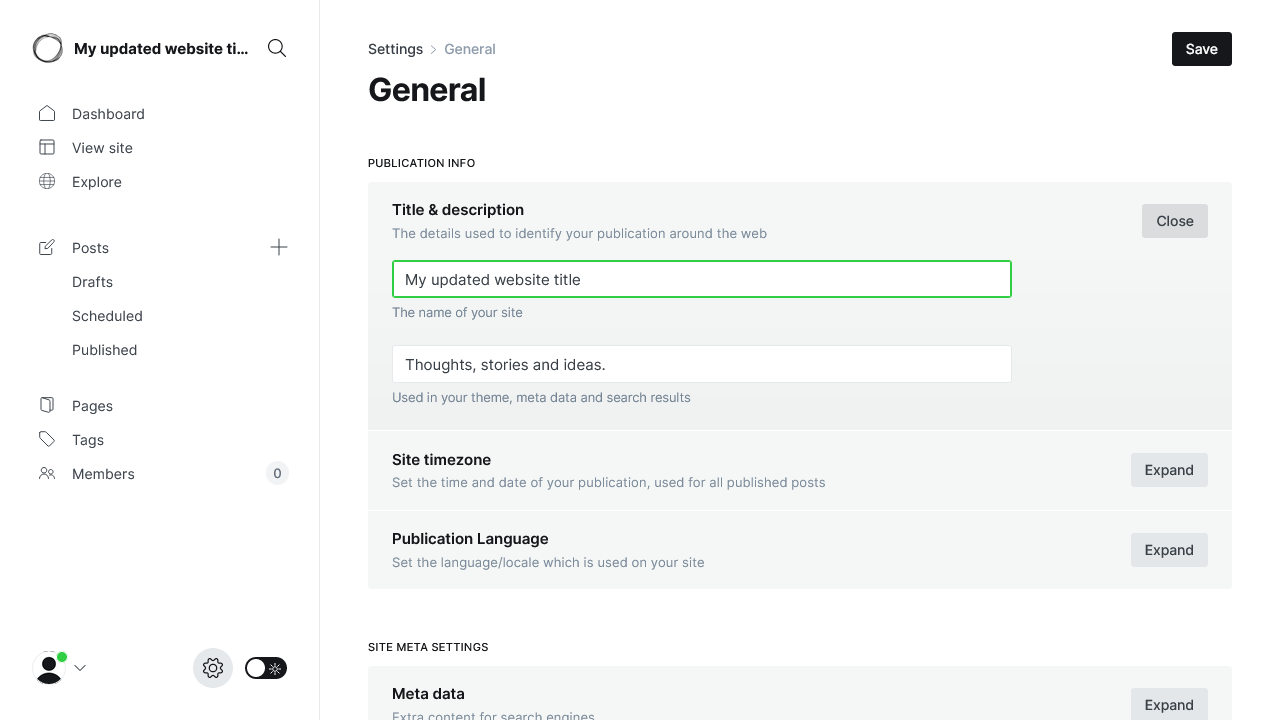 My updated website ti...
Dashboard
View site
Explore
Posts
Drafts
Scheduled
Published
Pages
Tags
Members 0
Settings General
Save
General
PUBLICATION INFO
Title & description
The details used to identify your publication around the web
Close
My updated website title
The name of your site
Thoughts, stories and ideas.
Used in your theme, meta data and search results
Site timezone
Set the time and date of your publication, used for all published posts
Expand
Publication Language
Set the language/locale which is used on your site
Expand
SITE META SETTINGS
Meta data
Extra content for search engines
Expand